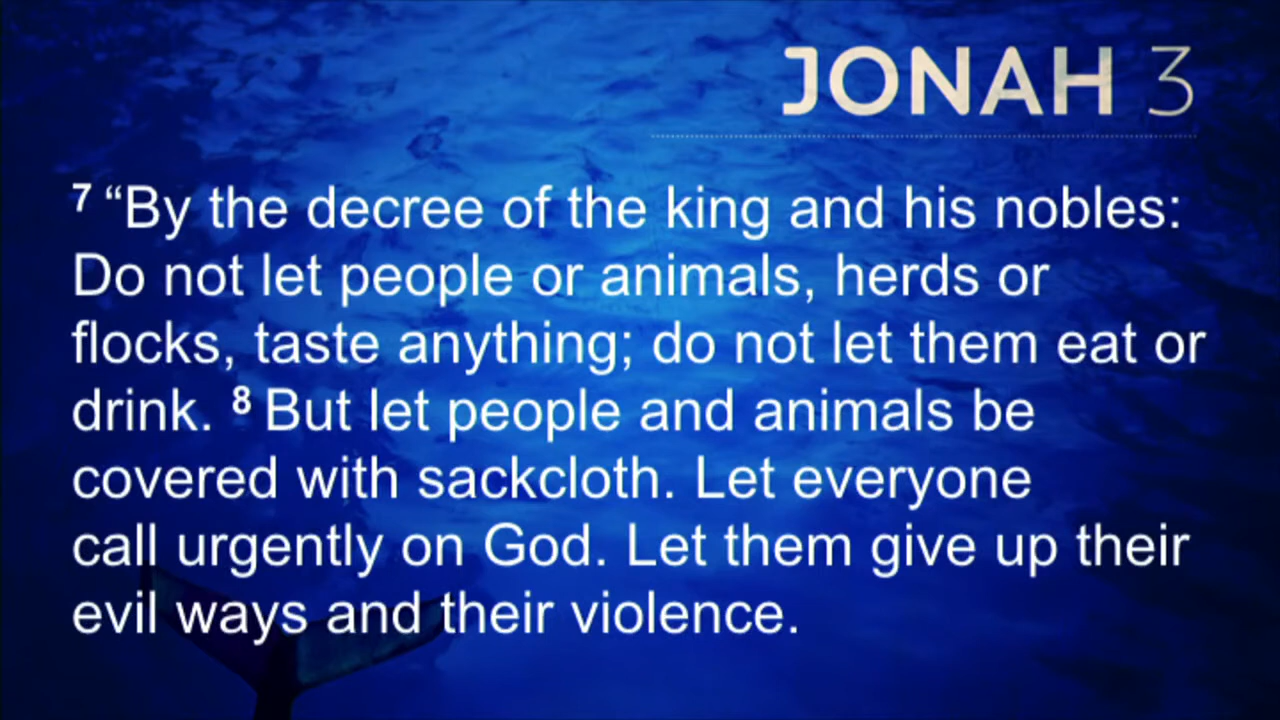 JONAH 3
7 “By the decree of the king and his nobles:
Do not let people or animals, herds or
flocks, taste anything; do not let them eat or
drink. 8 But let people and animals be
covered with sackcloth. Let everyone
call urgently on God. Let them give up their
evil ways and their violence.